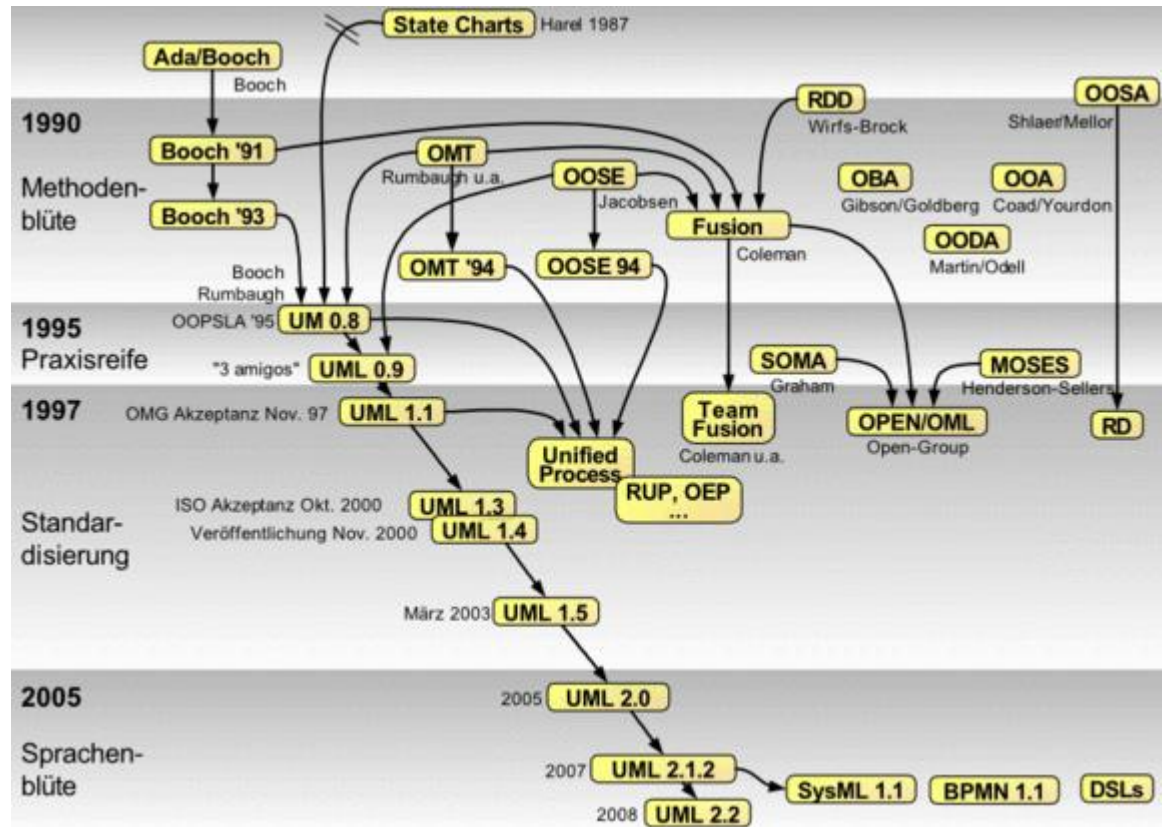 State Charts Harel 1987
Ada/Booch
Booch
OOSA
Shlaer/Mellor
RDD
Wirfs-Brock
1990
Methoden-
blüte
Booch '91
OMT
Rumbaugh u.a.
OOSE
Jacobsen
OBA
Gibson/Goldberg
OOA
Coad/Yourdon
Booch '93
Fusion
Coleman
OODA
Martin/Odell
OMT '94
OOSE 94
Booch
Rumbaugh
1995
Praxisreife
OOPSLA '95 UM 0.8
"3 amigos" UML 0.9
SOMA
Graham
MOSES
Henderson-Sellers
1997
OMG Akzeptanz Nov. 97 UML 1.1
Team
Fusion
Coleman u.a.
OPEN/OML
Open-Group
RD
Unified
Process
RUP, OEP
...
Standar-
disierung
ISO Akzeptanz Okt. 2000 UML 1.3
Veröffentlichung Nov. 2000 UML 1.4
März 2003 UML 1.5
2005
Sprachen-
blüte
2005 UML 2.0
2007 UML 2.1.2
2008 UML 2.2
SysML 1.1
BPMN 1.1
DSLs